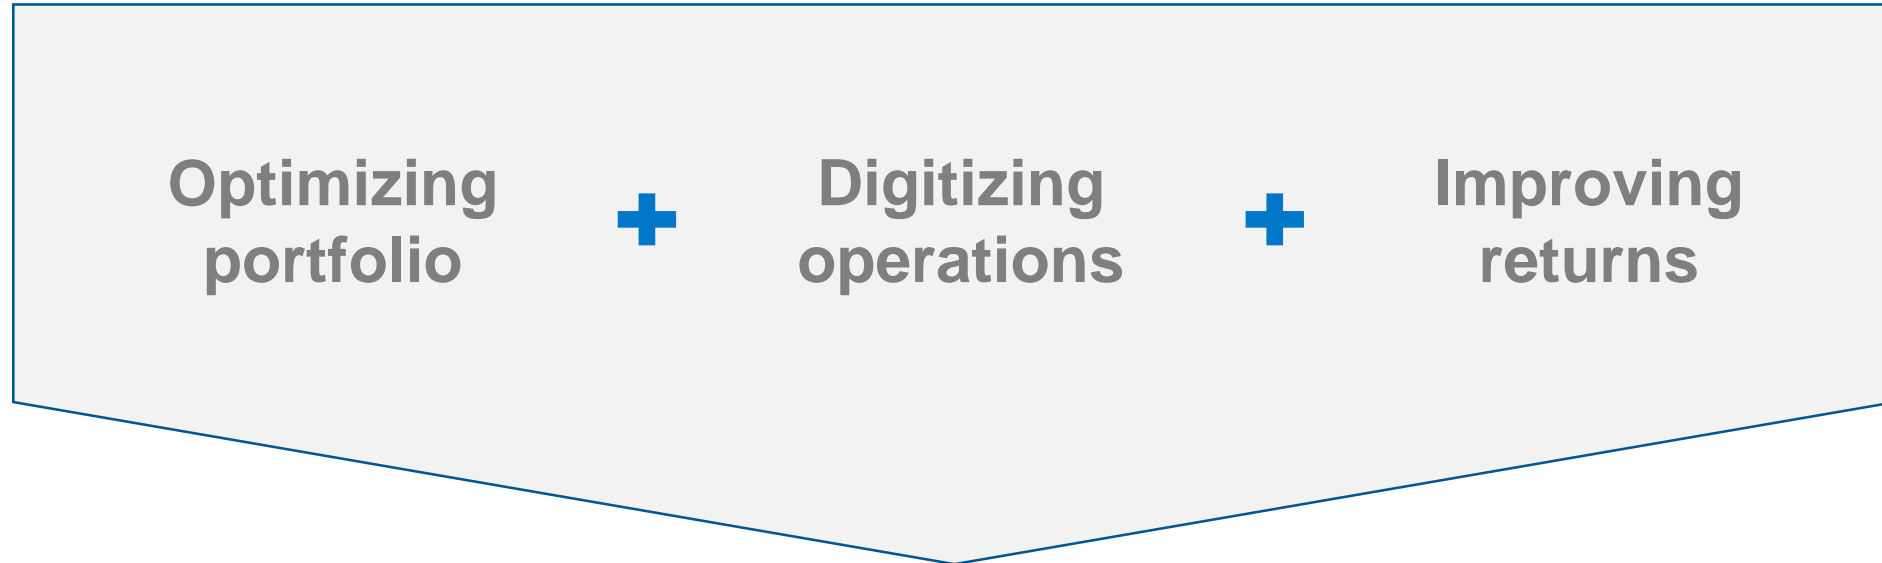 Optimizing
portfolio
Digitizing
operations
Improving
returns